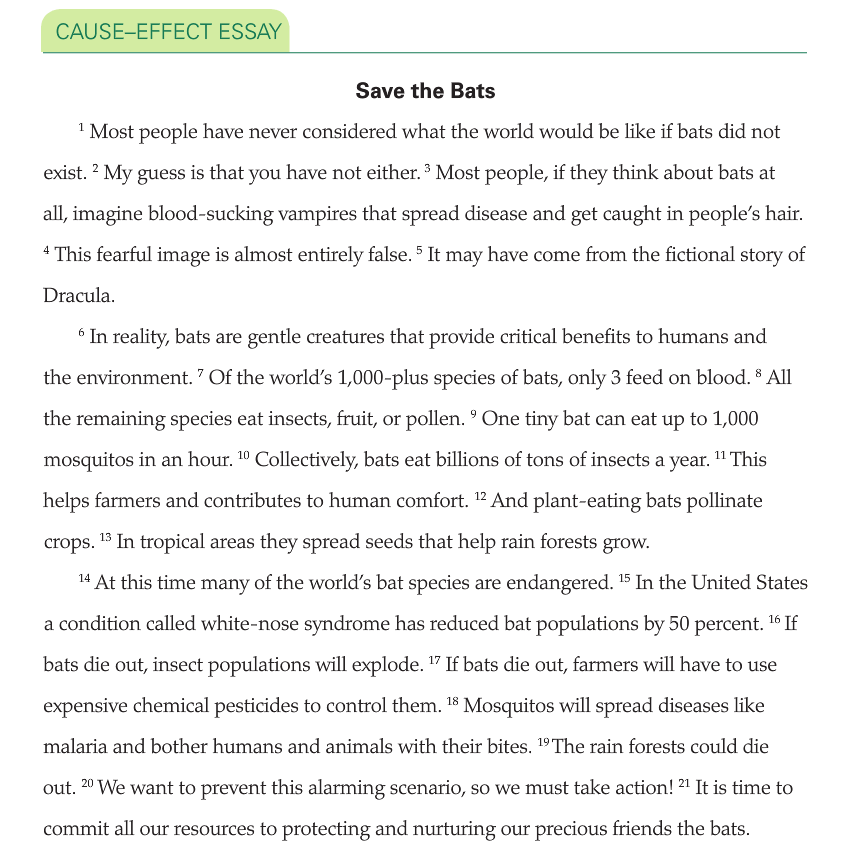 CAUSE–EFFECT ESSAY
Save the Bats
¹ Most people have never considered what the world would be like if bats did not
exist. ² My guess is that you have not either. ³ Most people, if they think about bats at
all, imagine blood-sucking vampires that spread disease and get caught in people’s hair.
⁴ This fearful image is almost entirely false. ⁵ It may have come from the fictional story of
Dracula.
⁶ In reality, bats are gentle creatures that provide critical benefits to humans and
the environment. ⁷ Of the world’s 1,000-plus species of bats, only 3 feed on blood. ⁸ All
the remaining species eat insects, fruit, or pollen. ⁹ One tiny bat can eat up to 1,000
mosquitos in an hour. ¹⁰ Collectively, bats eat billions of tons of insects a year. ¹¹ This
helps farmers and contributes to human comfort. ¹² And plant-eating bats pollinate
crops. ¹³ In tropical areas they spread seeds that help rain forests grow.
¹⁴ At this time many of the world’s bat species are endangered. ¹⁵ In the United States
a condition called white-nose syndrome has reduced bat populations by 50 percent. ¹⁶ If
bats die out, insect populations will explode. ¹⁷ If bats die out, farmers will have to use
expensive chemical pesticides to control them. ¹⁸ Mosquitos will spread diseases like
malaria and bother humans and animals with their bites. ¹⁹ The rain forests could die
out. ²⁰ We want to prevent this alarming scenario, so we must take action! ²¹ It is time to
commit all our resources to protecting and nurturing our precious friends the bats.